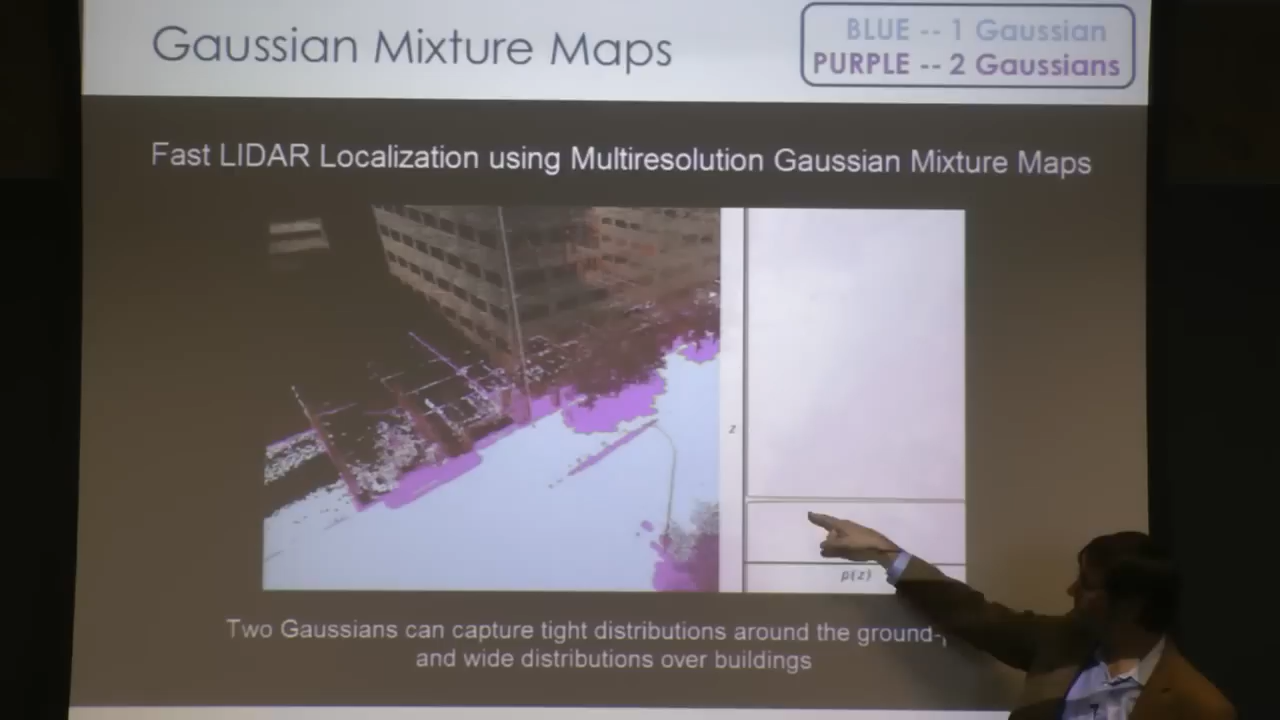 Gaussian Mixture Maps
BLUE -- 1 Gaussian
PURPLE -- 2 Gaussians
Fast LIDAR Localization using Multiresolution Gaussian Mixture Maps
z
p(z)
Two Gaussians can capture tight distributions around the ground-
and wide distributions over buildings